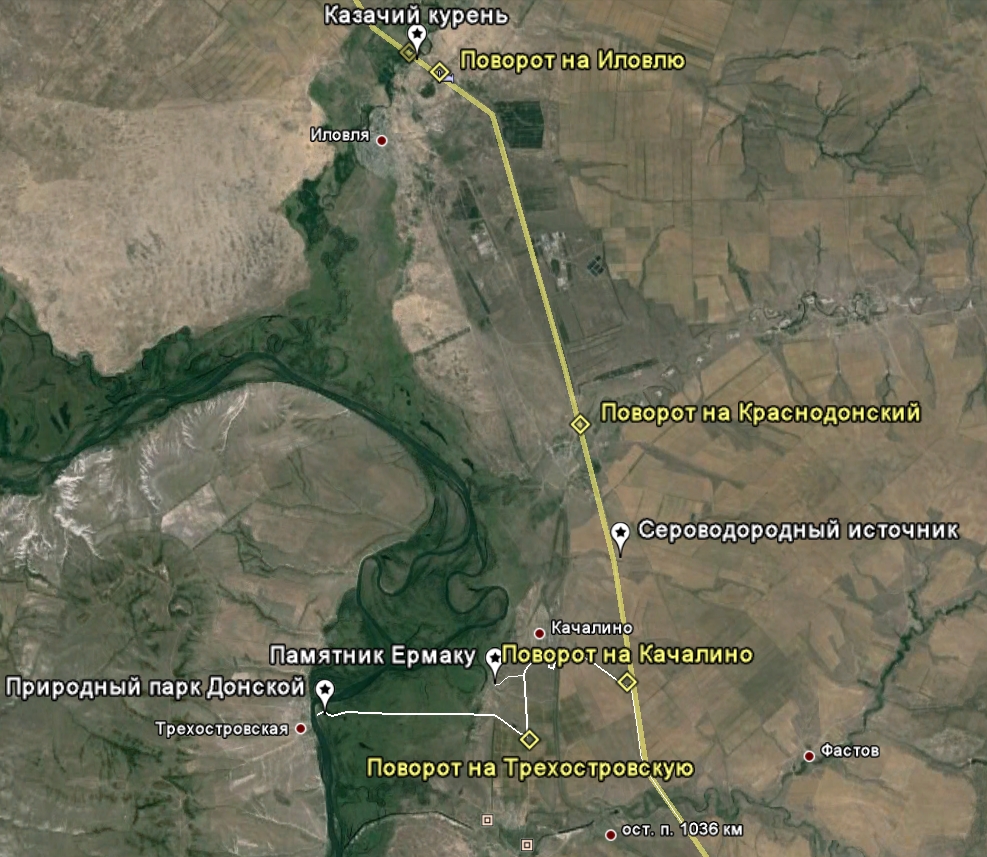 Казачий курень
Поворот на Иловлю
Иловля
Поворот на Краснодонский
Сероводородный источник
Качалино
Памятник Ермаку
Поворот на Качалино
Природный парк Донской
Трехостровская
Фастов
Поворот на Трехостровскую
ост. п. 1036 км